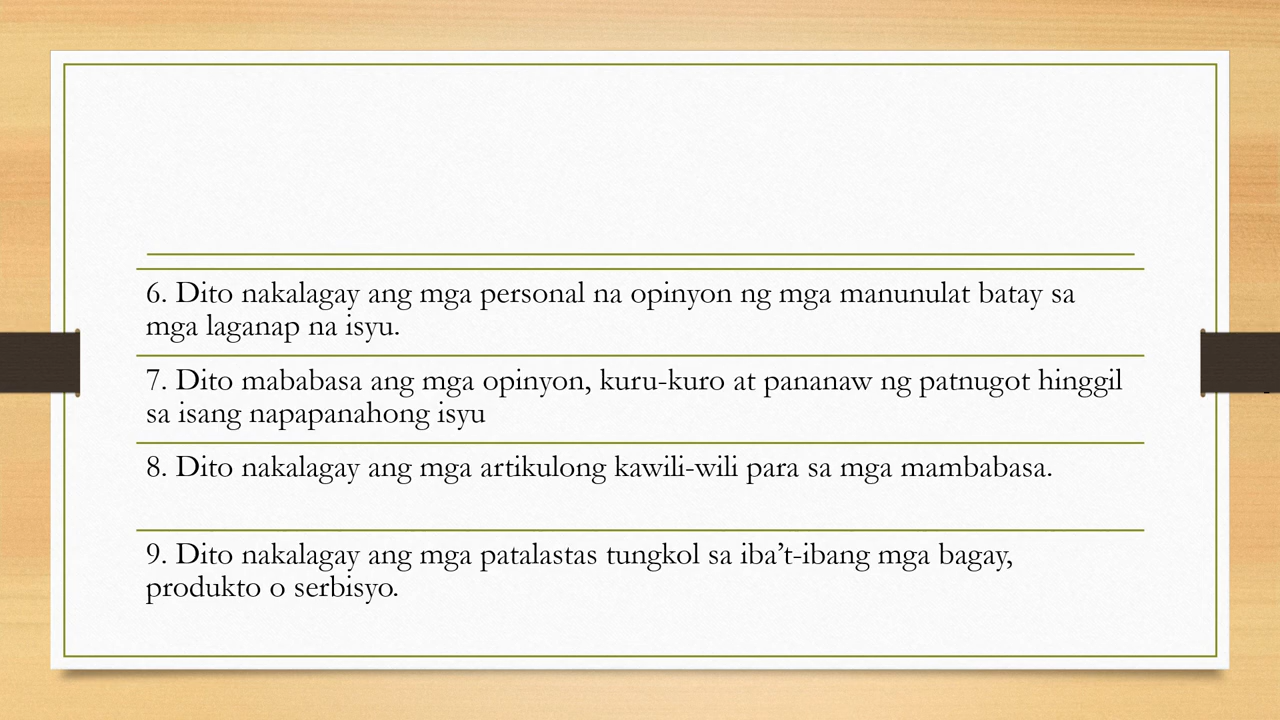 6. Dito nakalagay ang mga personal na opinyon ng mga manunulat batay sa
mga laganap na isyu.
7. Dito mababasa ang mga opinyon, kuru-kuro at pananaw ng patnugot hinggil
sa isang napapanahong isyu
8. Dito nakalagay ang mga artikulong kawili-wili para sa mga mambabasa.
9. Dito nakalagay ang mga patalastas tungkol sa iba’t-ibang mga bagay,
produkto o serbisyo.